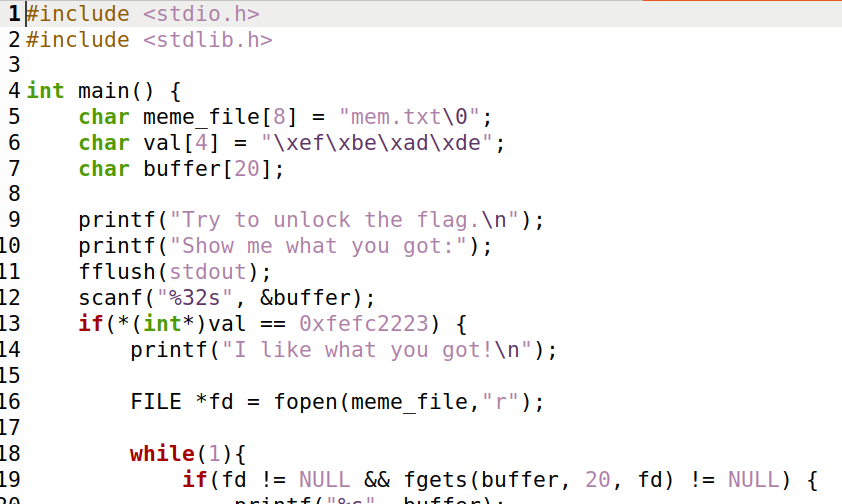 1 #include <stdio.h>
2 #include <stdlib.h>
3
4 int main() {
5     char meme_file[8] = "mem.txt\0";
6     char val[4] = "\xef\xbe\xad\xde";
7     char buffer[20];
8
9     printf("Try to unlock the flag.\n");
10     printf("Show me what you got:");
11     fflush(stdout);
12     scanf("%32s", &buffer);
13     if(*(int*)val == 0xfefc2223) {
14         printf("I like what you got!\n");
15
16         FILE *fd = fopen(meme_file,"r");
17
18         while(1){
19             if(fd != NULL && fgets(buffer, 20, fd) != NULL) {
20                 printf("%s", buffer);